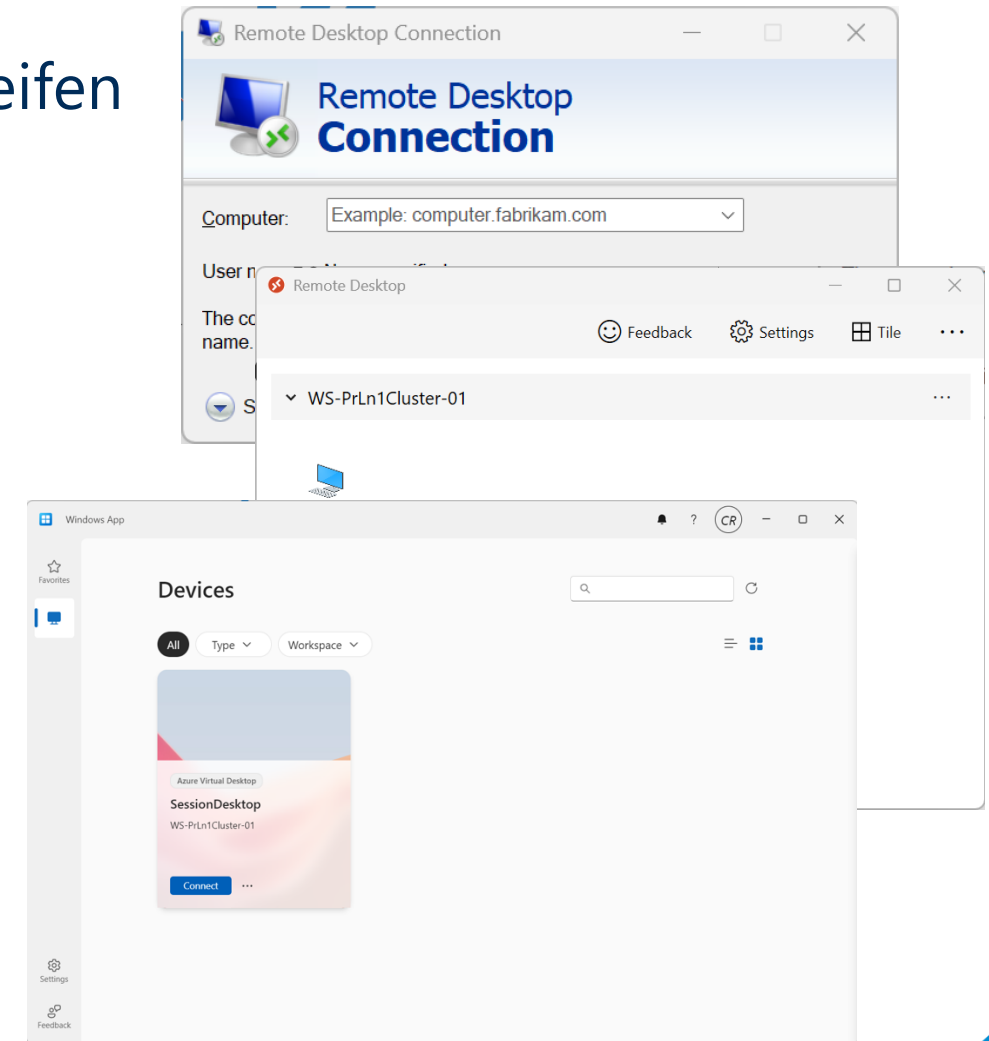 eifen
Remote Desktop Connection
Remote Desktop
Connection
Computer:
Example: computer.fabrikam.com
User n
The co
name.
S
Remote Desktop
Feedback
Settings
Tile
WS-PrLn1Cluster-01
Windows App
?
CR
Favorites
Devices
All
Type
Workspace
Azure Virtual Desktop
SessionDesktop
WS-PrLn1Cluster-01
Connect
Settings
Feedback